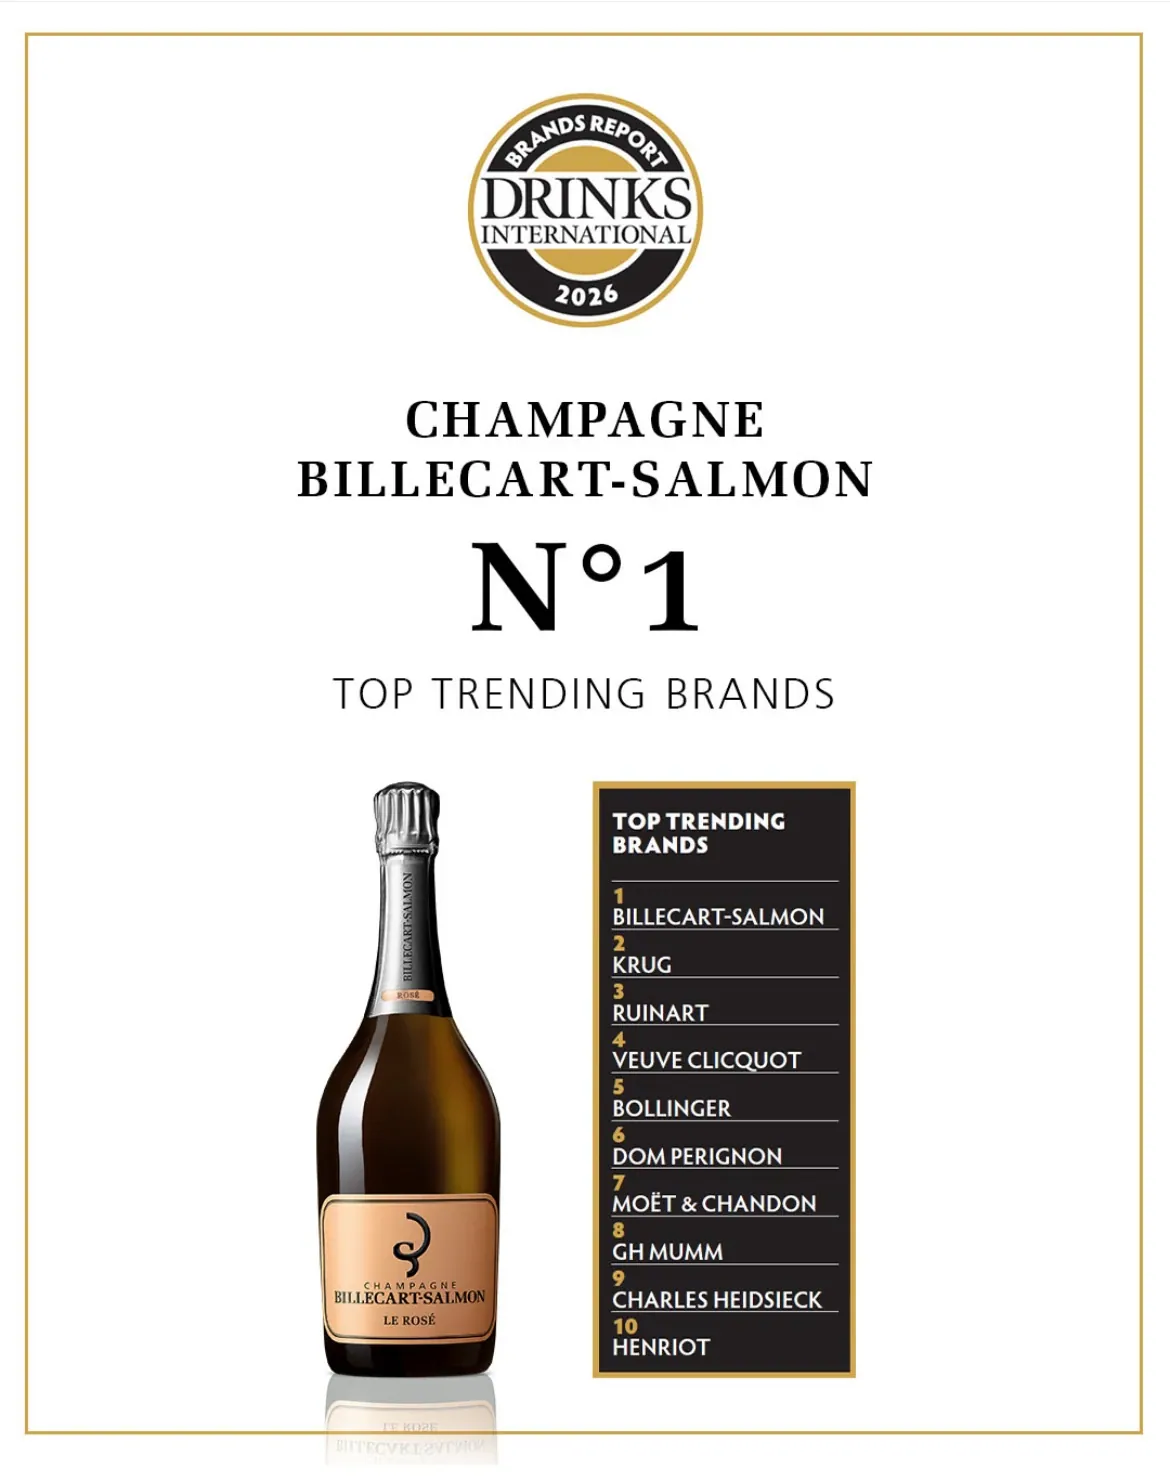 BRANDS REPORT
DRINKS
INTERNATIONAL
2026
CHAMPAGNE
BILLECART-SALMON
N°1
TOP TRENDING BRANDS
BILLECART-SALMON
ROSÉ
CHAMPAGNE
BILLECART-SALMON
LE ROSÉ
TOP TRENDING
BRANDS
1
BILLECART-SALMON
2
KRUG
3
RUINART
4
VEUVE CLICQUOT
5
BOLLINGER
6
DOM PERIGNON
7
MOËT & CHANDON
8
GH MUMM
9
CHARLES HEIDSIECK
10
HENRIOT